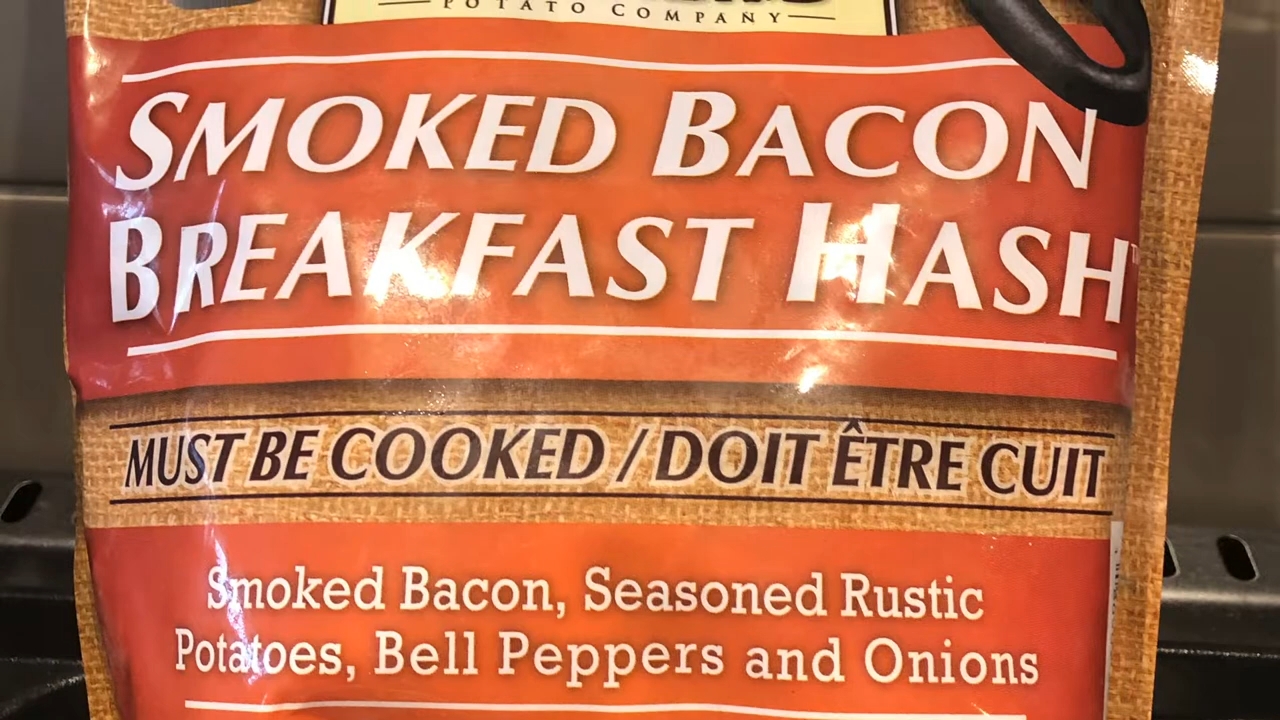 POTATO COMPANY
SMOKED BACON
BREAKFAST HASH™
MUST BE COOKED / DOIT ÊTRE CUIT
Smoked Bacon, Seasoned Rustic
Potatoes, Bell Peppers and Onions